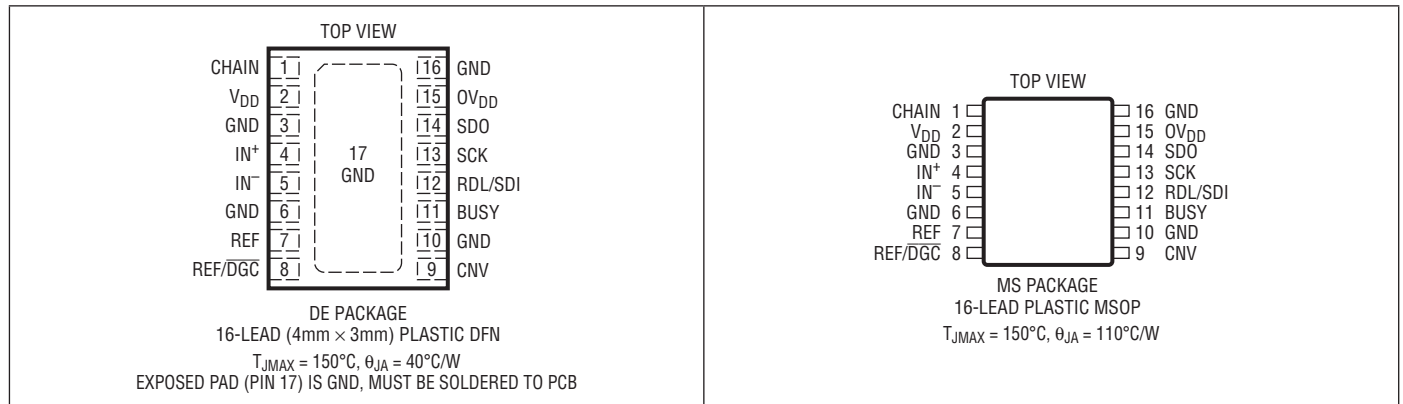 TOP VIEW
CHAIN 1 16 GND
VDD 2 15 OVDD
GND 3 14 SDO
IN+ 4 13 SCK
IN– 5 12 RDL/SDI
GND 6 11 BUSY
REF 7 10 GND
REF/DGC 8 9 CNV
17
GND
DE PACKAGE
16-LEAD (4mm × 3mm) PLASTIC DFN
TJMAX = 150°C, θJA = 40°C/W
EXPOSED PAD (PIN 17) IS GND, MUST BE SOLDERED TO PCB
TOP VIEW
CHAIN 1 16 GND
VDD 2 15 OVDD
GND 3 14 SDO
IN+ 4 13 SCK
IN– 5 12 RDL/SDI
GND 6 11 BUSY
REF 7 10 GND
REF/DGC 8 9 CNV
MS PACKAGE
16-LEAD PLASTIC MSOP
TJMAX = 150°C, θJA = 110°C/W